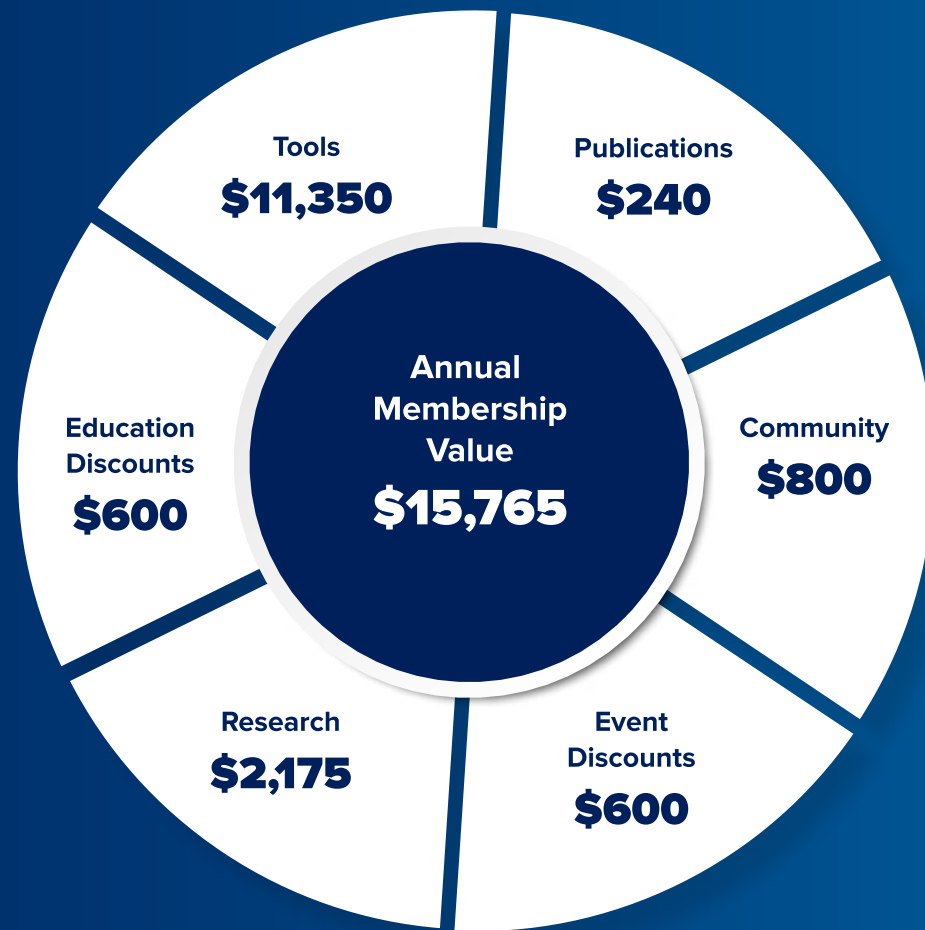 Tools
$11,350
Publications
$240
Education
Discounts
$600
Annual
Membership
Value
$15,765
Community
$800
Research
$2,175
Event
Discounts
$600